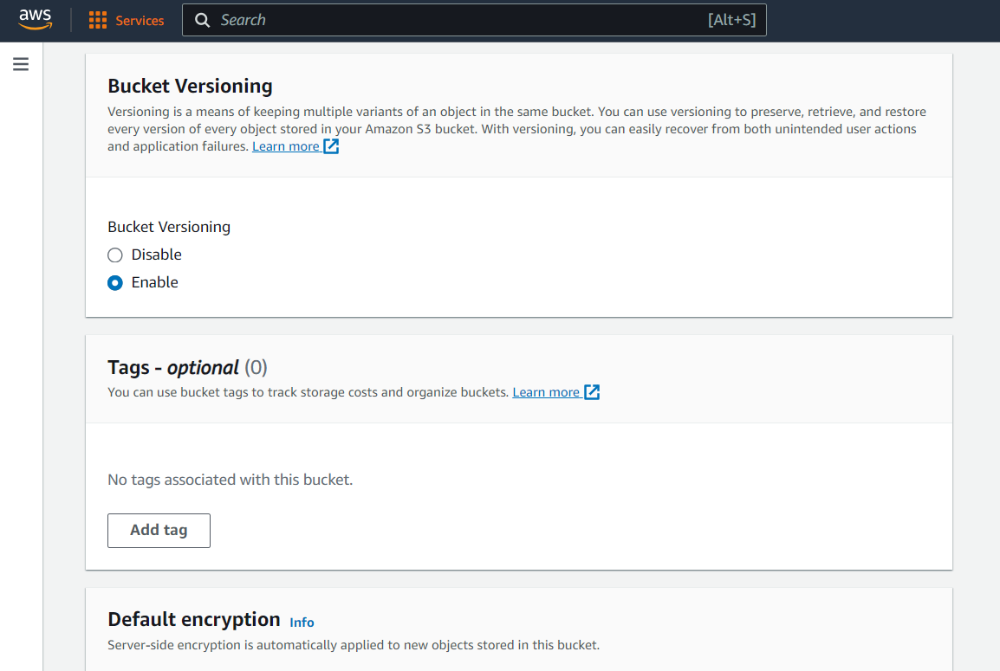 aws Services Search [Alt+S]
Bucket Versioning
Versioning is a means of keeping multiple variants of an object in the same bucket. You can use versioning to preserve, retrieve, and restore
every version of every object stored in your Amazon S3 bucket. With versioning, you can easily recover from both unintended user actions
and application failures. Learn more
Bucket Versioning
Disable
Enable
Tags - optional (0)
You can use bucket tags to track storage costs and organize buckets. Learn more
No tags associated with this bucket.
Add tag
Default encryption Info
Server-side encryption is automatically applied to new objects stored in this bucket.